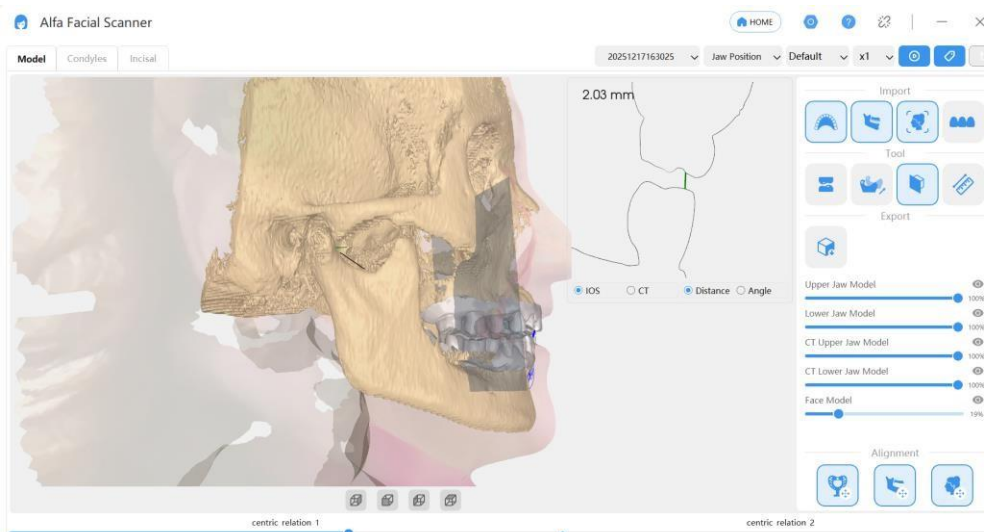 Alfa Facial Scanner
HOME
Model
Condyles
Incisal
20251217163025
Jaw Position
Default
x1
2.03 mm
IOS
CT
Distance
Angle
Import
Tool
Export
Upper Jaw Model
100%
Lower Jaw Model
100%
CT Upper Jaw Model
100%
CT Lower Jaw Model
100%
Face Model
19%
Alignment
centric relation 1
centric relation 2